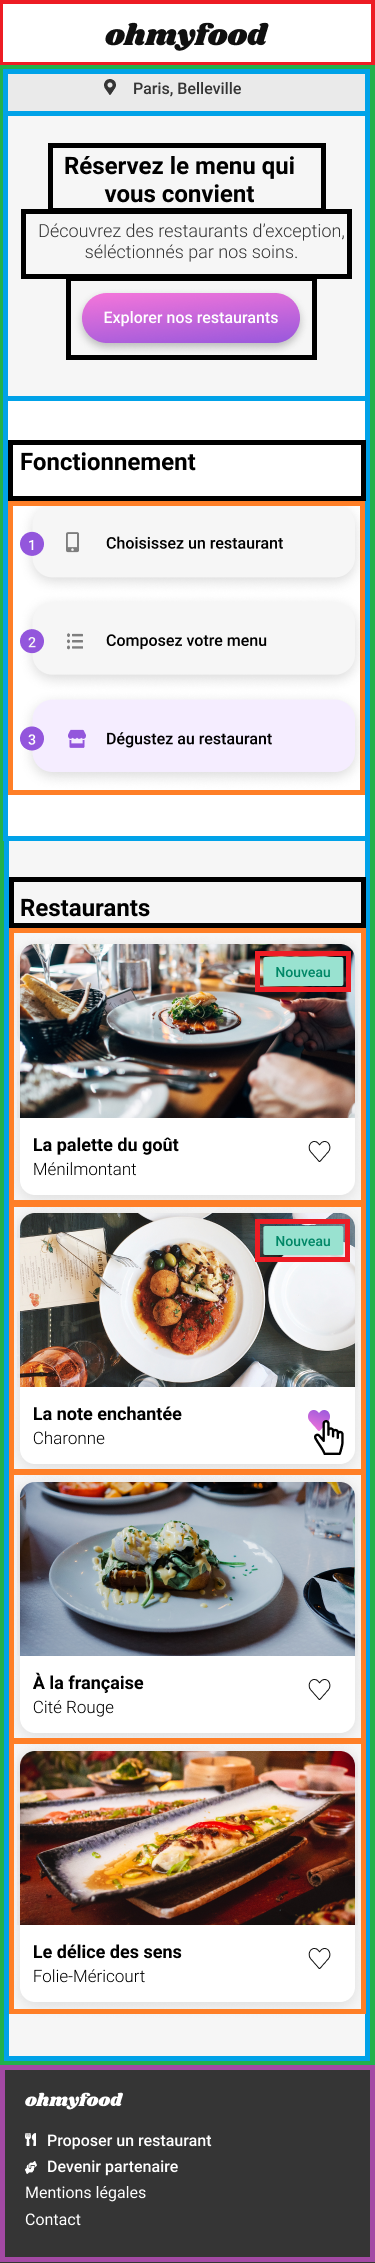 ohmyfood
Paris, Belleville
Réservez le menu qui
vous convient
Découvrez des restaurants d'exception,
séléctionnés par nos soins.
Explorer nos restaurants
Fonctionnement
1 Choisissez un restaurant
2 Composez votre menu
3 Dégustez au restaurant
Restaurants
Nouveau
La palette du goût
Ménilmontant
Nouveau
La note enchantée
Charonne
À la française
Cité Rouge
Le délice des sens
Folie-Méricourt
ohmyfood
Proposer un restaurant
Devenir partenaire
Mentions légales
Contact